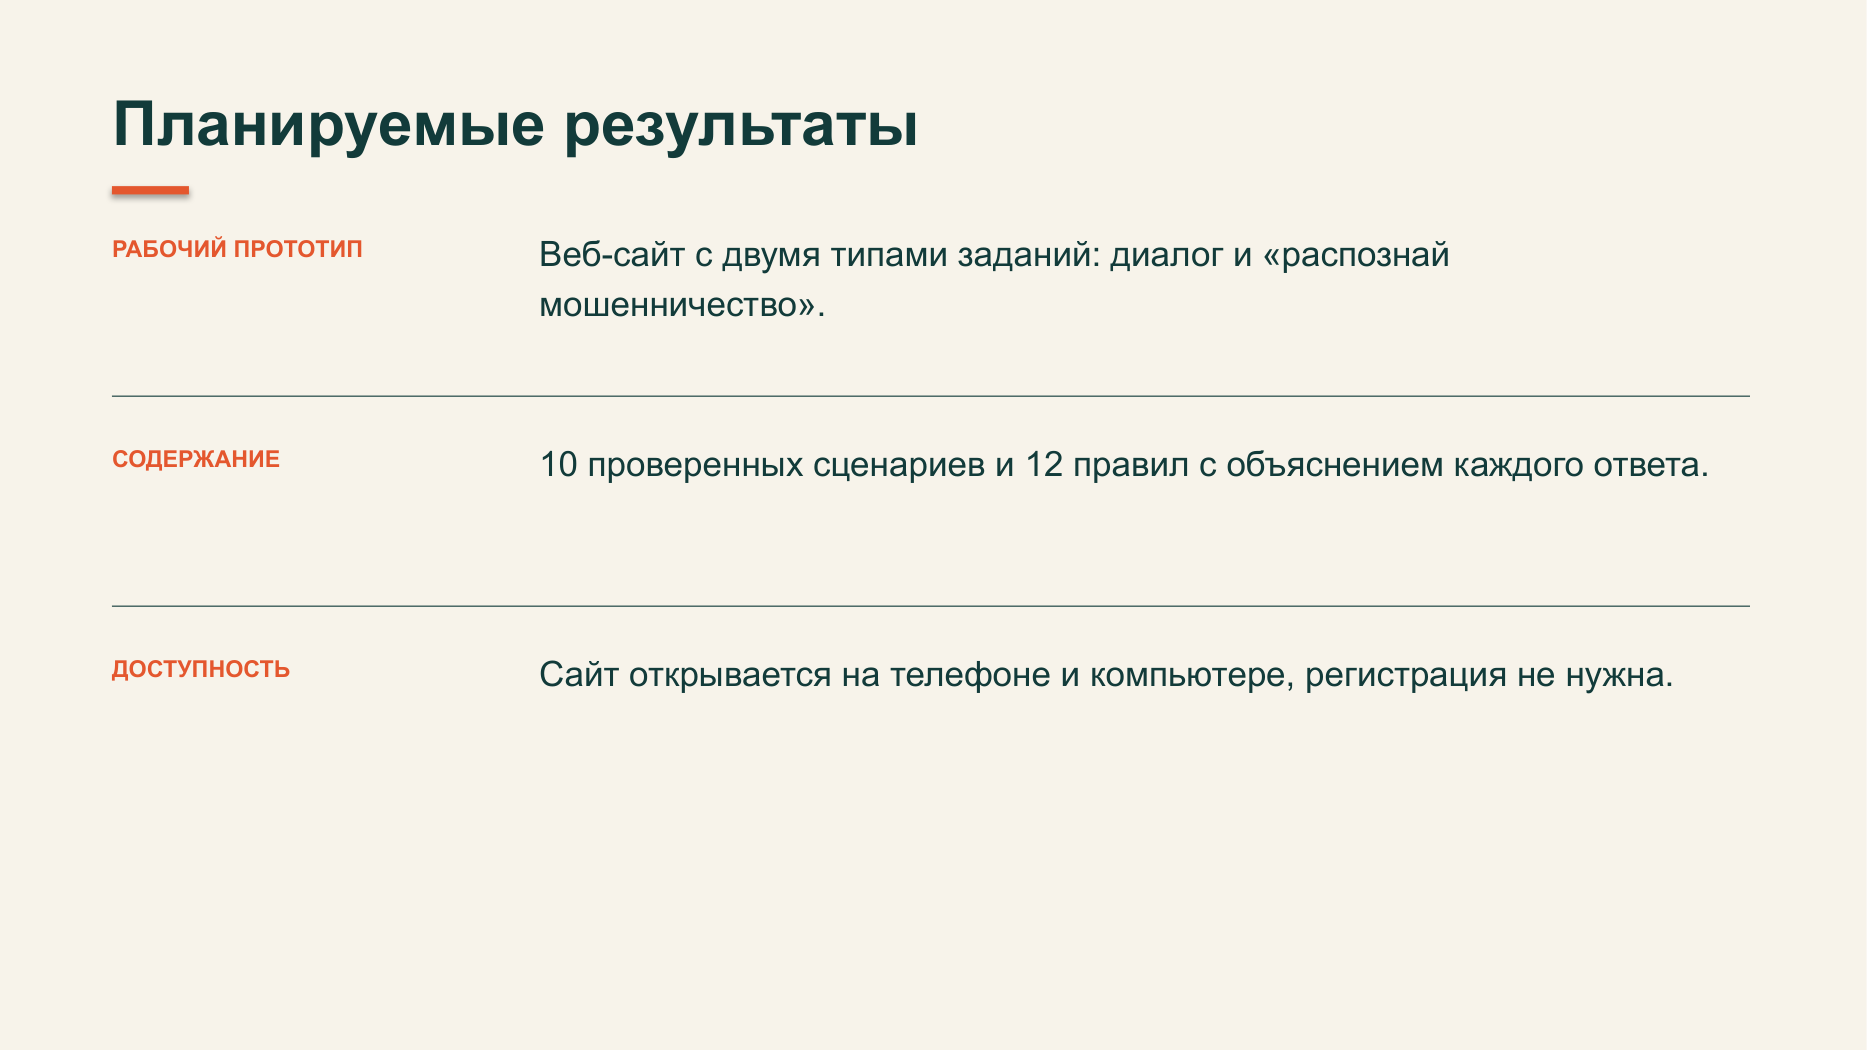 Планируемые результаты
РАБОЧИЙ ПРОТОТИП
Веб-сайт с двумя типами заданий: диалог и «распознай
мошенничество».
СОДЕРЖАНИЕ
10 проверенных сценариев и 12 правил с объяснением каждого ответа.
ДОСТУПНОСТЬ
Сайт открывается на телефоне и компьютере, регистрация не нужна.